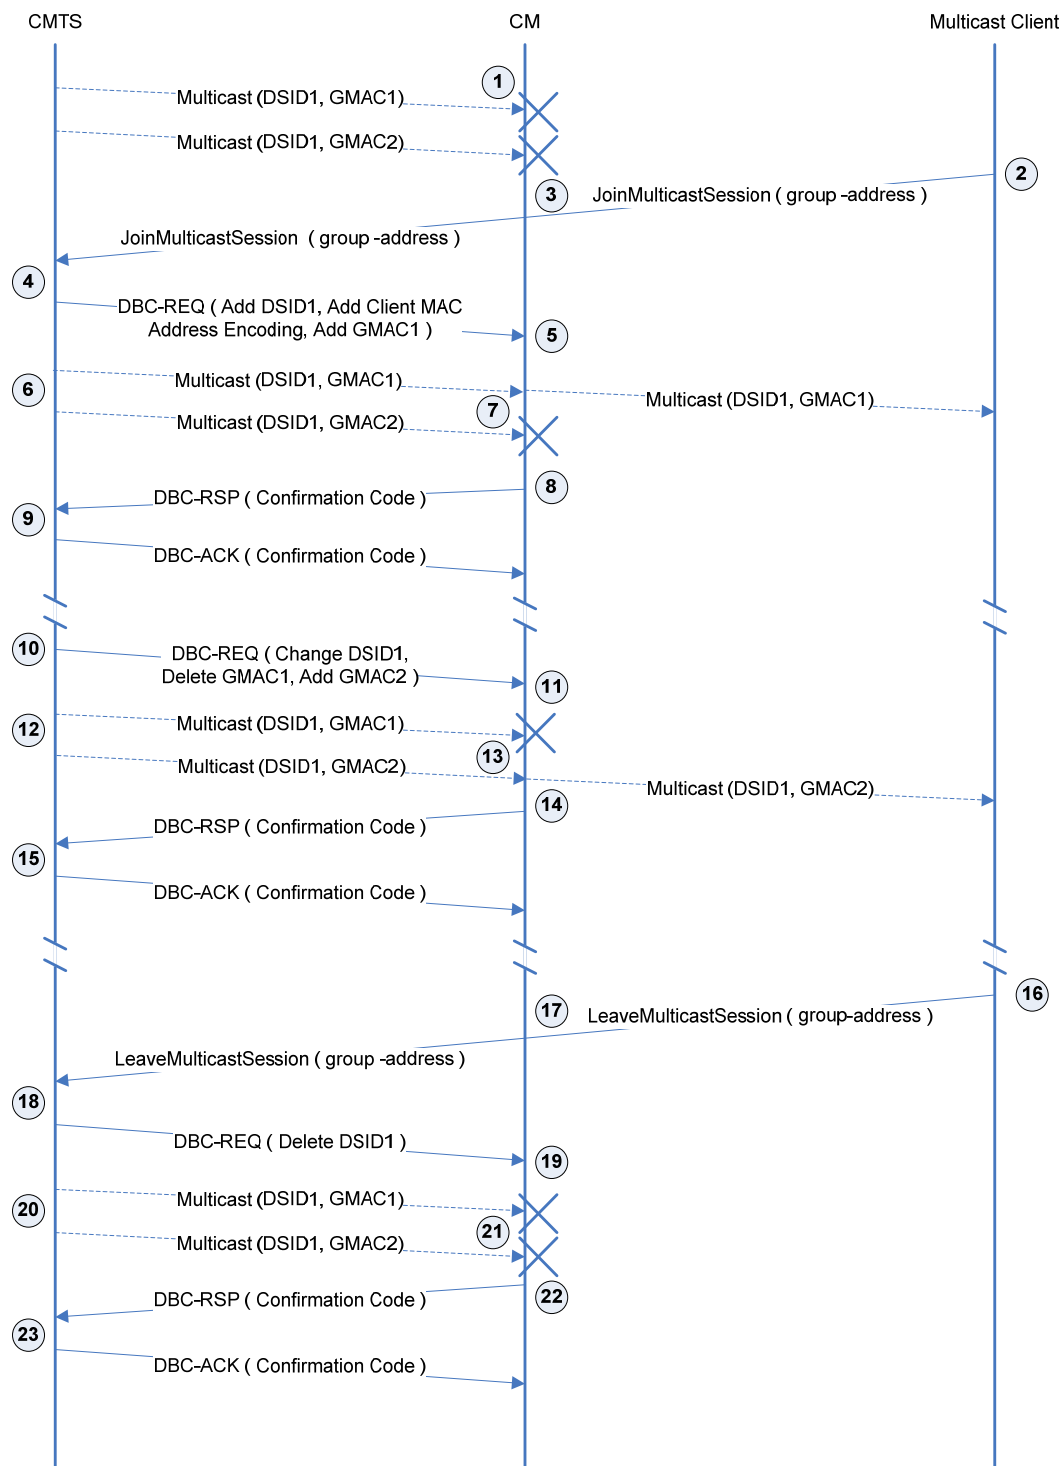 CMTS
CM
Multicast Client
1
Multicast (DSID1, GMAC1)
Multicast (DSID1, GMAC2)
2
3
JoinMulticastSession ( group -address )
JoinMulticastSession ( group -address )
4
DBC-REQ ( Add DSID1, Add Client MAC
Address Encoding, Add GMAC1 )
5
6
Multicast (DSID1, GMAC1)
Multicast (DSID1, GMAC1)
7
Multicast (DSID1, GMAC2)
8
DBC-RSP ( Confirmation Code )
9
DBC-ACK ( Confirmation Code )
10
DBC-REQ ( Change DSID1,
Delete GMAC1, Add GMAC2 )
11
12
Multicast (DSID1, GMAC1)
13
Multicast (DSID1, GMAC2)
Multicast (DSID1, GMAC2)
14
DBC-RSP ( Confirmation Code )
15
DBC-ACK ( Confirmation Code )
16
17
LeaveMulticastSession ( group-address )
LeaveMulticastSession ( group -address )
18
DBC-REQ ( Delete DSID1 )
19
20
Multicast (DSID1, GMAC1)
21
Multicast (DSID1, GMAC2)
22
DBC-RSP ( Confirmation Code )
23
DBC-ACK ( Confirmation Code )